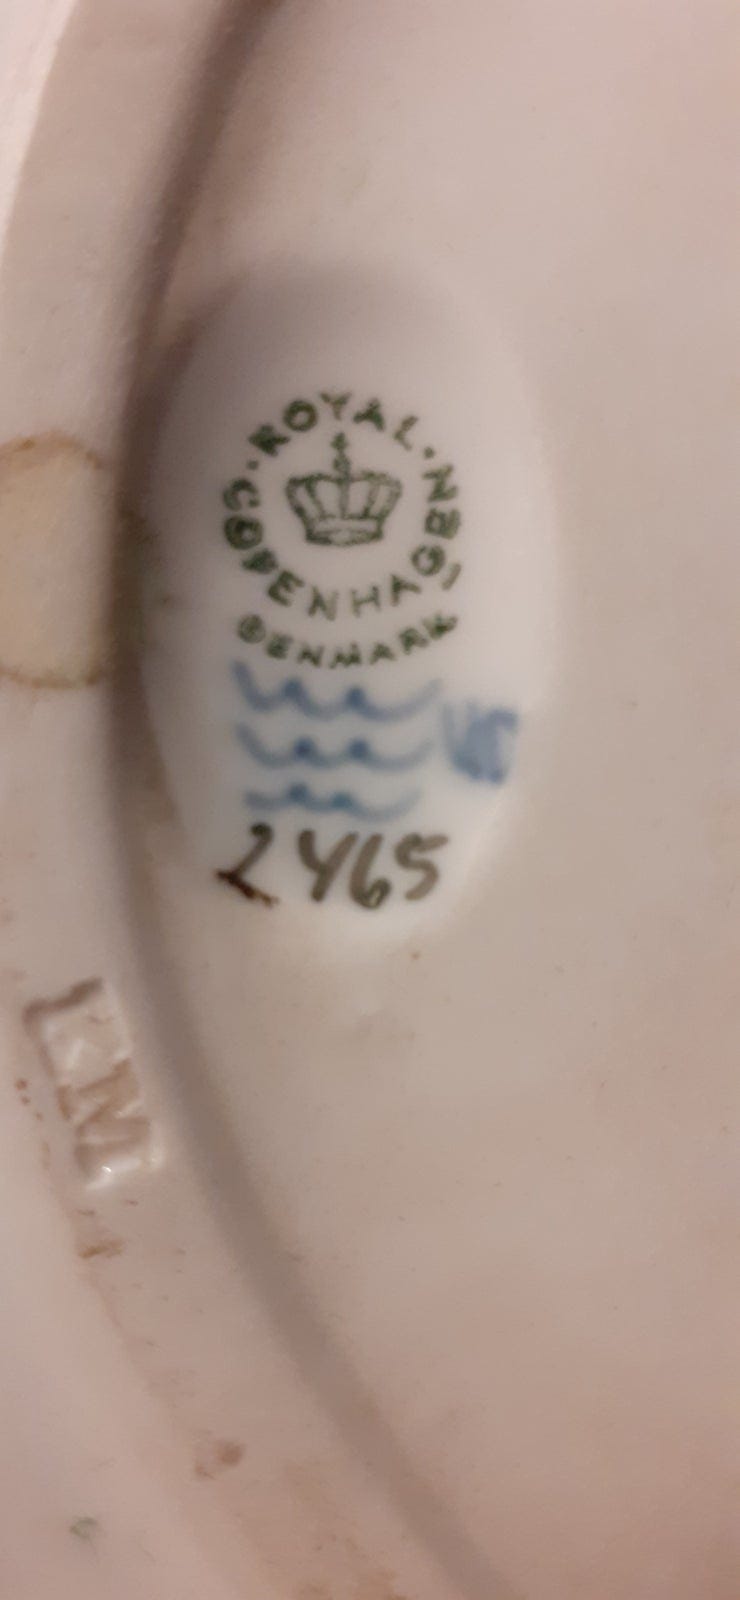 ROYAL
COPENHAGEN
DENMARK
2465